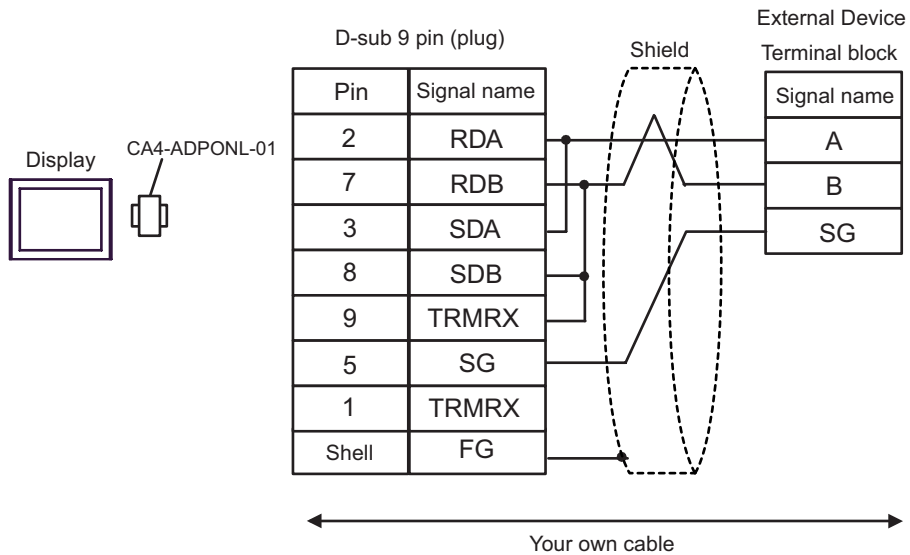 External Device
D-sub 9 pin (plug)
Shield
Terminal block
Pin Signal name
Signal name
2 RDA
A
Display
CA4-ADPONL-01
7 RDB
B
3 SDA
SG
8 SDB
9 TRMRX
5 SG
1 TRMRX
Shell FG
Your own cable